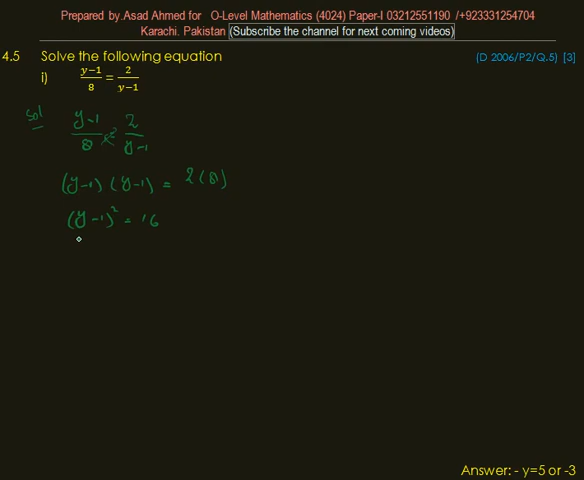 Prepared by.Asad Ahmed for O-Level Mathematics (4024) Paper-I 03212551190 /+923331254704
Karachi. Pakistan (Subscribe the channel for next coming videos)
4.5 Solve the following equation (D 2006/P2/Q.5) [3]
i) y−1/8 = 2/y−1
Sol
y-1/8 = 2/y-1
(y-1) (y-1) = 2(8)
(y-1)² = 16
Answer: - y=5 or -3